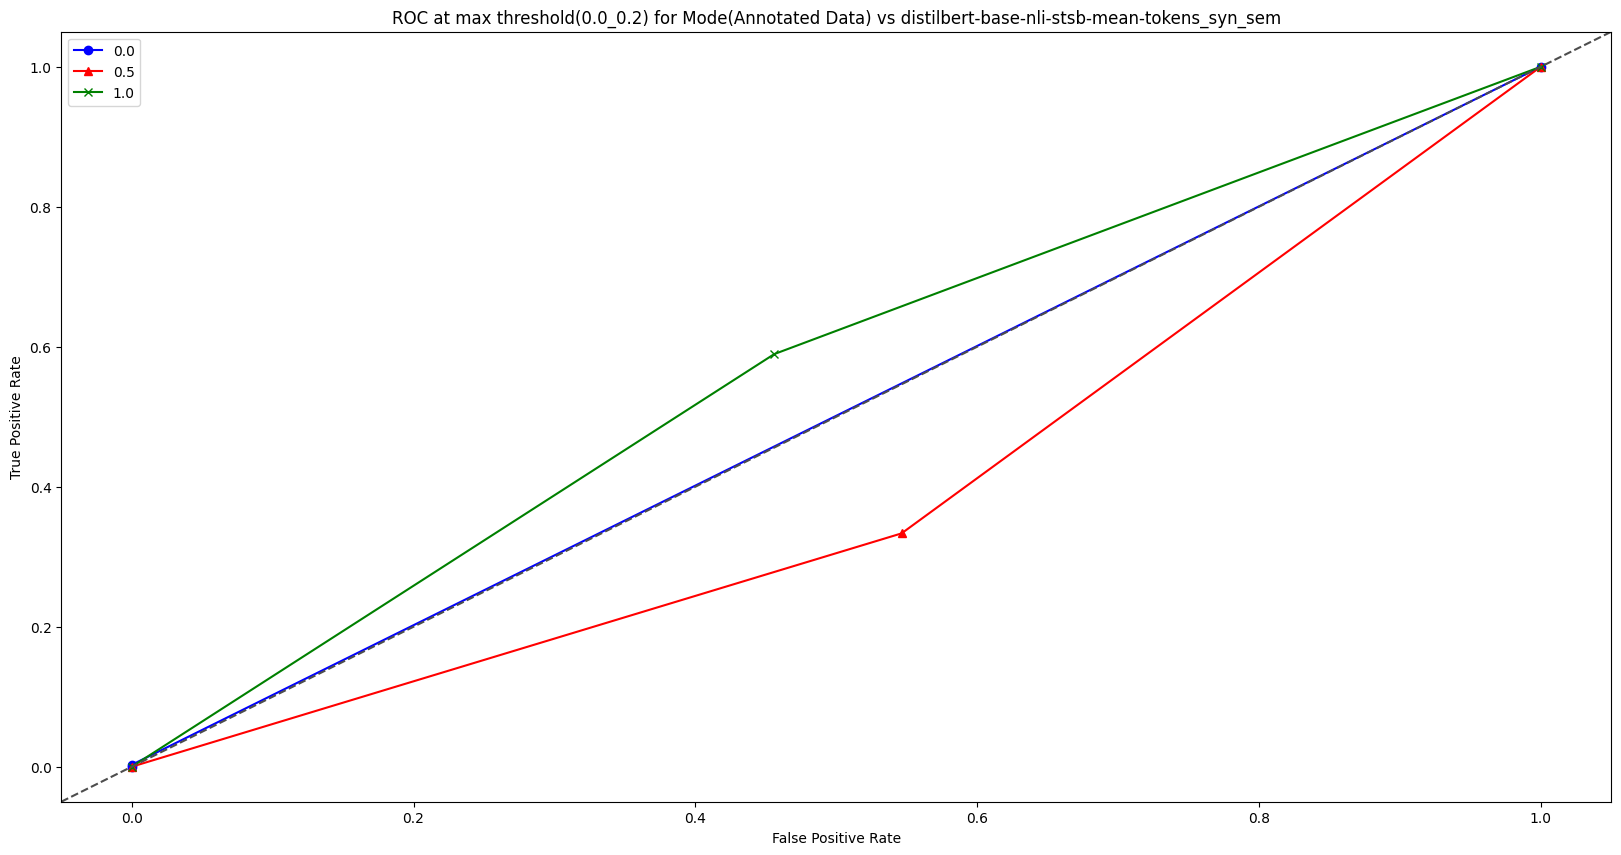 ROC at max threshold(0.0_0.2) for Mode(Annotated Data) vs distilbert-base-nli-stsb-mean-tokens_syn_sem
0.0
0.5
1.0
1.0
0.8
0.6
0.4
0.2
0.0
True Positive Rate
0.0 0.2 0.4 0.6 0.8 1.0
False Positive Rate